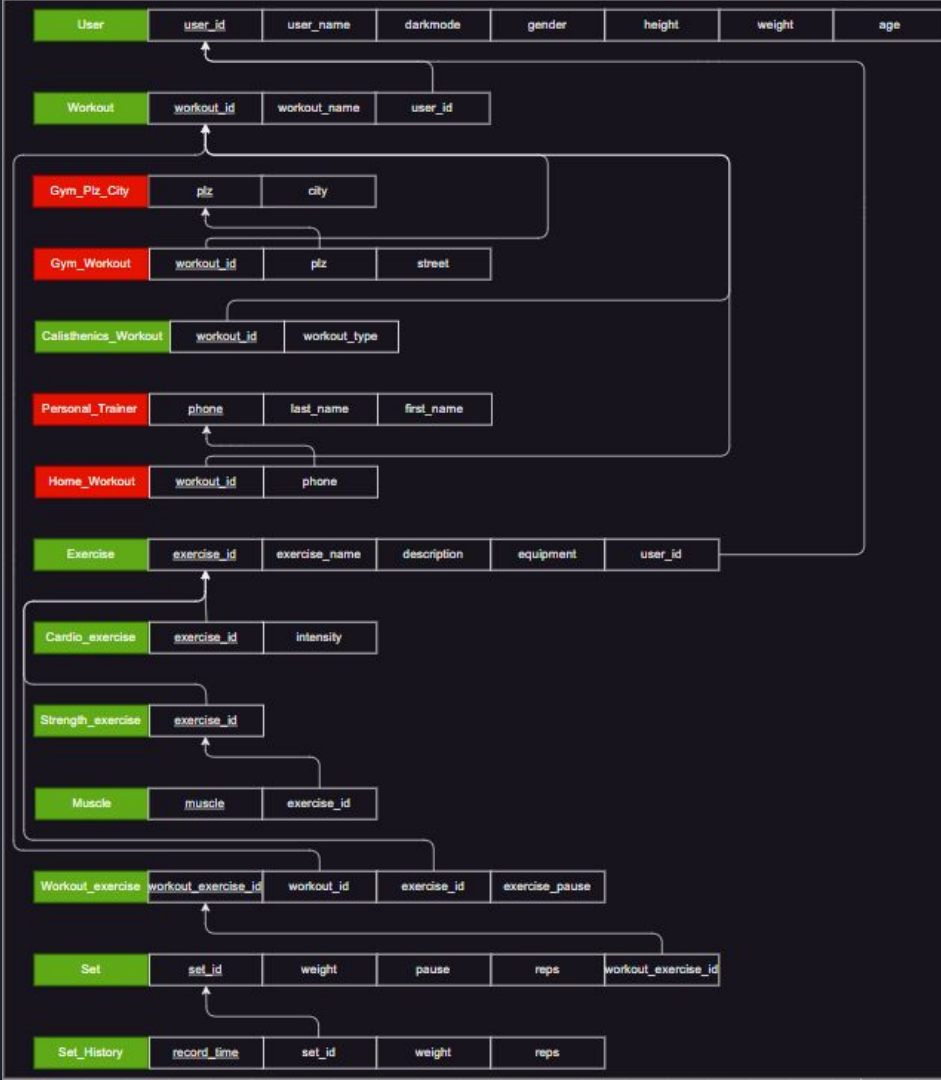 User user_id user_name darkmode gender height weight age
Workout workout_id workout_name user_id
Gym_Plz_City plz city
Gym_Workout workout_id plz street
Calisthenics_Workout workout_id workout_type
Personal_Trainer phone last_name first_name
Home_Workout workout_id phone
Exercise exercise_id exercise_name description equipment user_id
Cardio_exercise exercise_id intensity
Strength_exercise exercise_id
Muscle muscle exercise_id
Workout_exercise workout_exercise_id workout_id exercise_id exercise_pause
Set set_id weight pause reps workout_exercise_id
Set_History record_time set_id weight reps